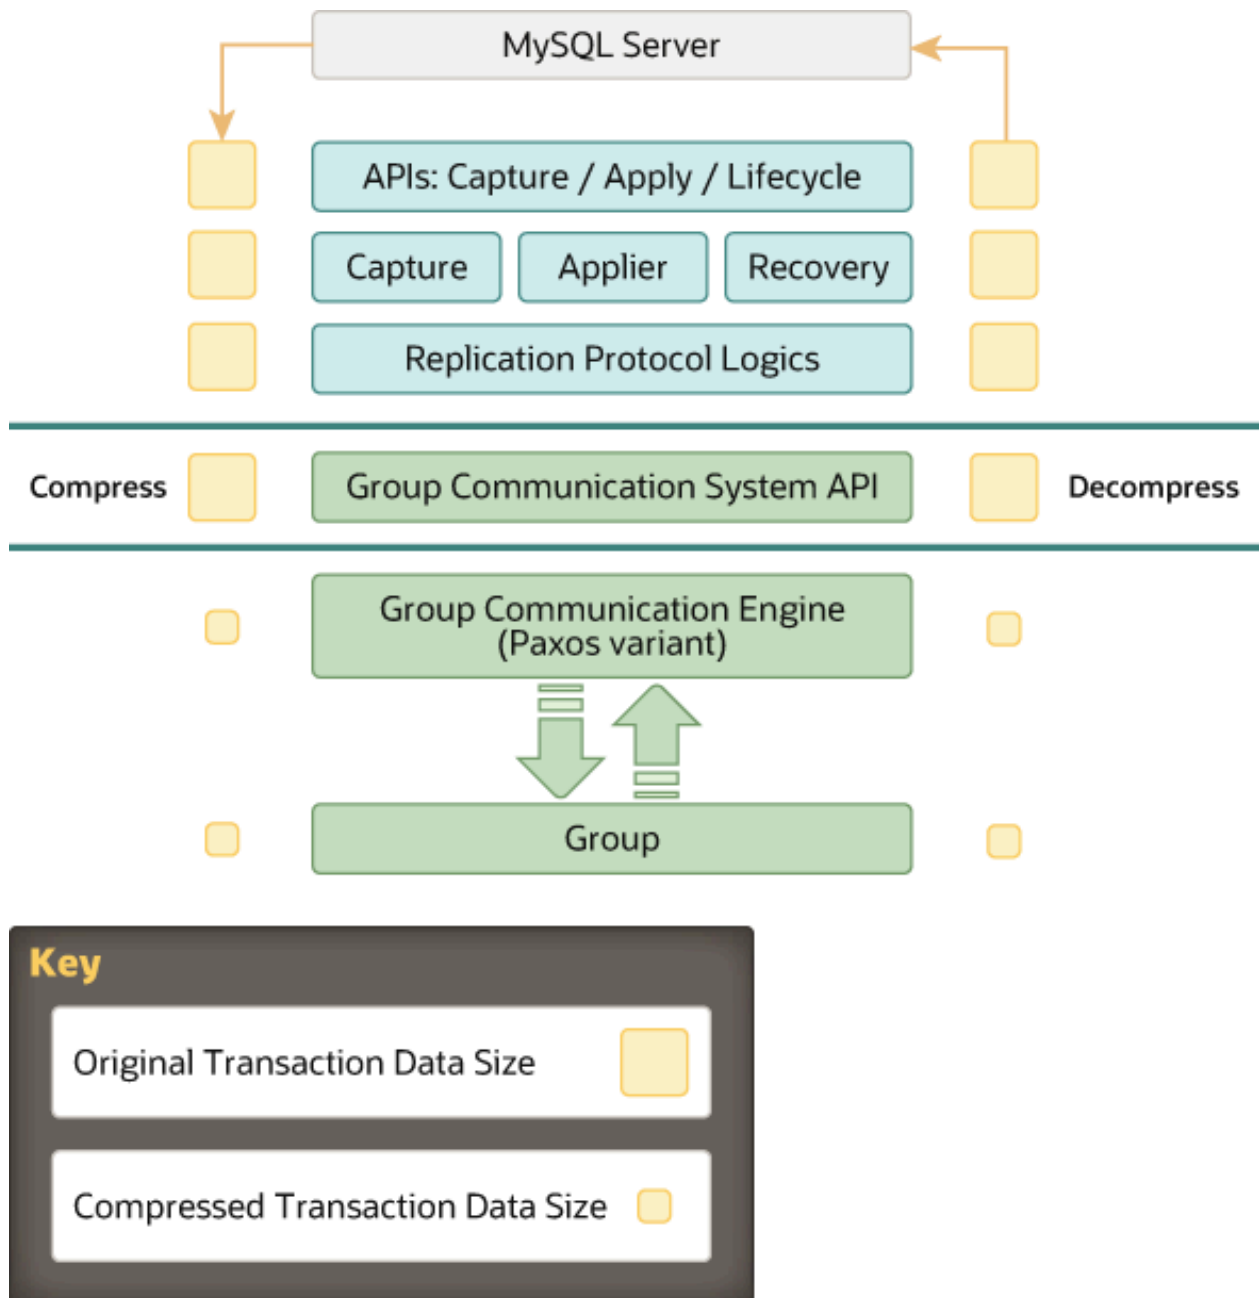 MySQL Server
APIs: Capture / Apply / Lifecycle
Capture
Applier
Recovery
Replication Protocol Logics
Compress
Group Communication System API
Decompress
Group Communication Engine
(Paxos variant)
Group
Key
Original Transaction Data Size
Compressed Transaction Data Size